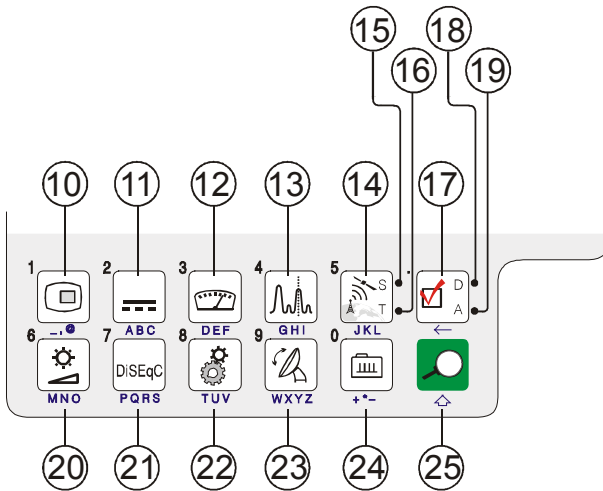 15 18
16 19
10 11 12 13 14 17
1 2 3 4 5 .
S D
T A
_,@ ABC DEF GHI JKL ←
6 7 8 9 0
DiSEqC
MNO PQRS TUV WXYZ +*-
20 21 22 23 24 25